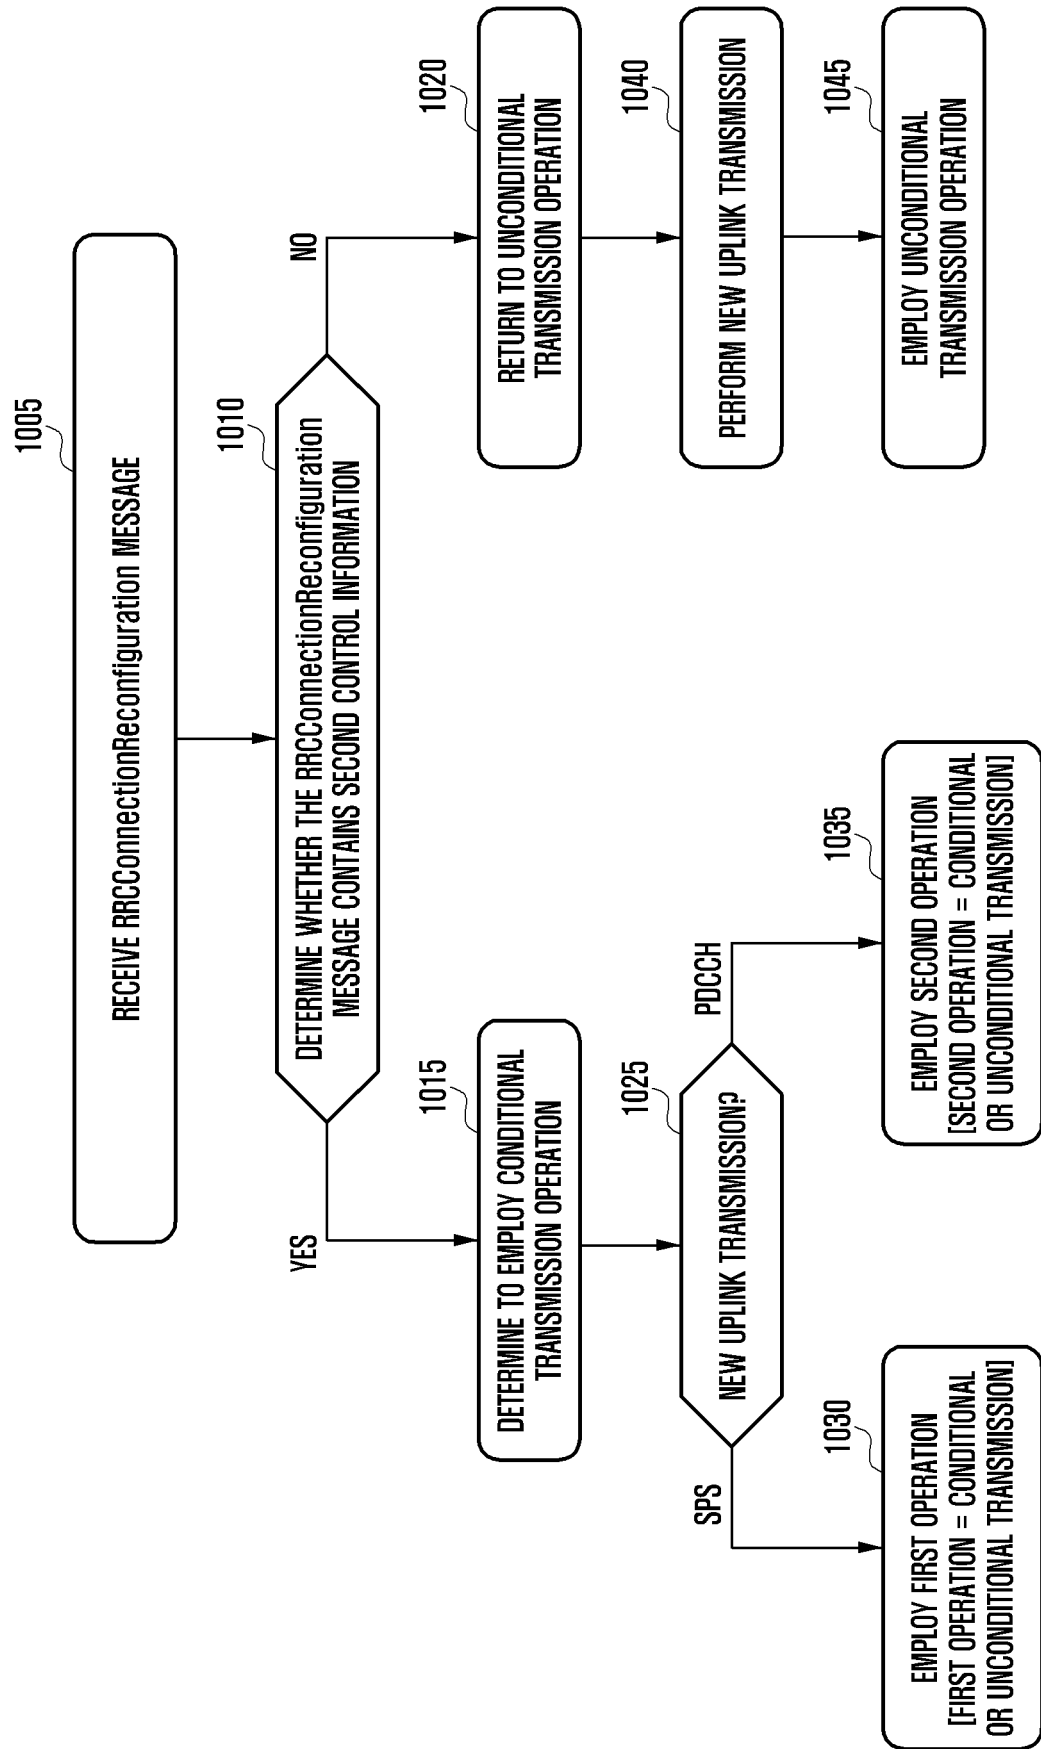 1005
RECEIVE RRCConnectionReconfiguration MESSAGE
1010
DETERMINE WHETHER THE RRCConnectionReconfiguration
MESSAGE CONTAINS SECOND CONTROL INFORMATION
YES
NO
1015
DETERMINE TO EMPLOY CONDITIONAL
TRANSMISSION OPERATION
1020
RETURN TO UNCONDITIONAL
TRANSMISSION OPERATION
1025
NEW UPLINK TRANSMISSION?
1040
PERFORM NEW UPLINK TRANSMISSION
SPS
PDCCH
1030
EMPLOY FIRST OPERATION
[FIRST OPERATION = CONDITIONAL
OR UNCONDITIONAL TRANSMISSION]
1035
EMPLOY SECOND OPERATION
[SECOND OPERATION = CONDITIONAL
OR UNCONDITIONAL TRANSMISSION]
1045
EMPLOY UNCONDITIONAL
TRANSMISSION OPERATION